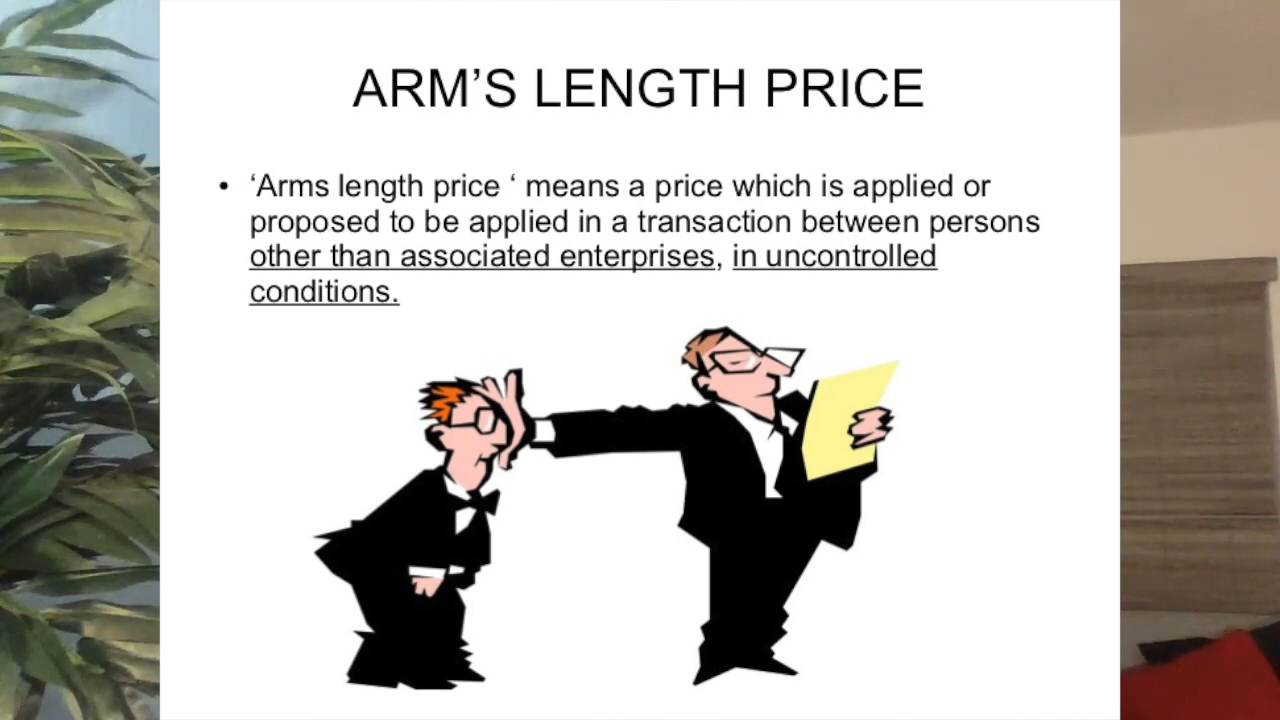 ARM’S LENGTH PRICE
• ‘Arms length price ‘ means a price which is applied or
proposed to be applied in a transaction between persons
other than associated enterprises, in uncontrolled
conditions.